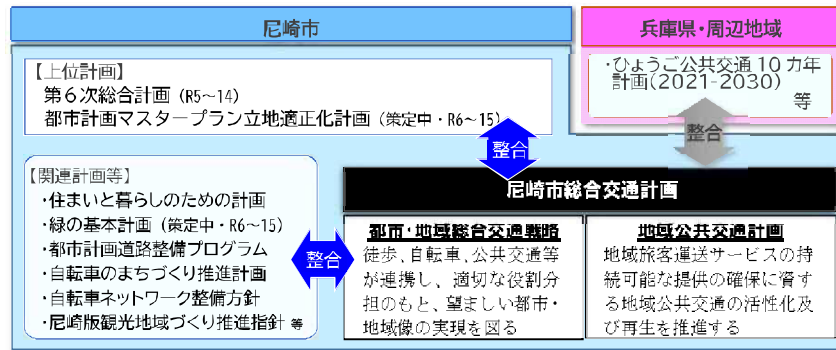 尼崎市
【上位計画】
第6次総合計画（R5～14）
都市計画マスタープラン立地適正化計画（策定中・R6～15）
兵庫県・周辺地域
・ひょうご公共交通10カ年
計画(2021-2030)
等
整合
整合
【関連計画等】
・住まいと暮らしのための計画
・緑の基本計画（策定中・R6～15）
・都市計画道路整備プログラム
・自転車のまちづくり推進計画
・自転車ネットワーク整備方針
・尼崎版観光地域づくり推進指針 等
整合
尼崎市総合交通計画
都市・地域総合交通戦略
徒歩、自転車、公共交通等
が連携し、適切な役割分
担のもと、望ましい都市・
地域像の実現を図る
地域公共交通計画
地域旅客運送サービスの持
続可能な提供の確保に資す
る地域公共交通の活性化及
び再生を推進する